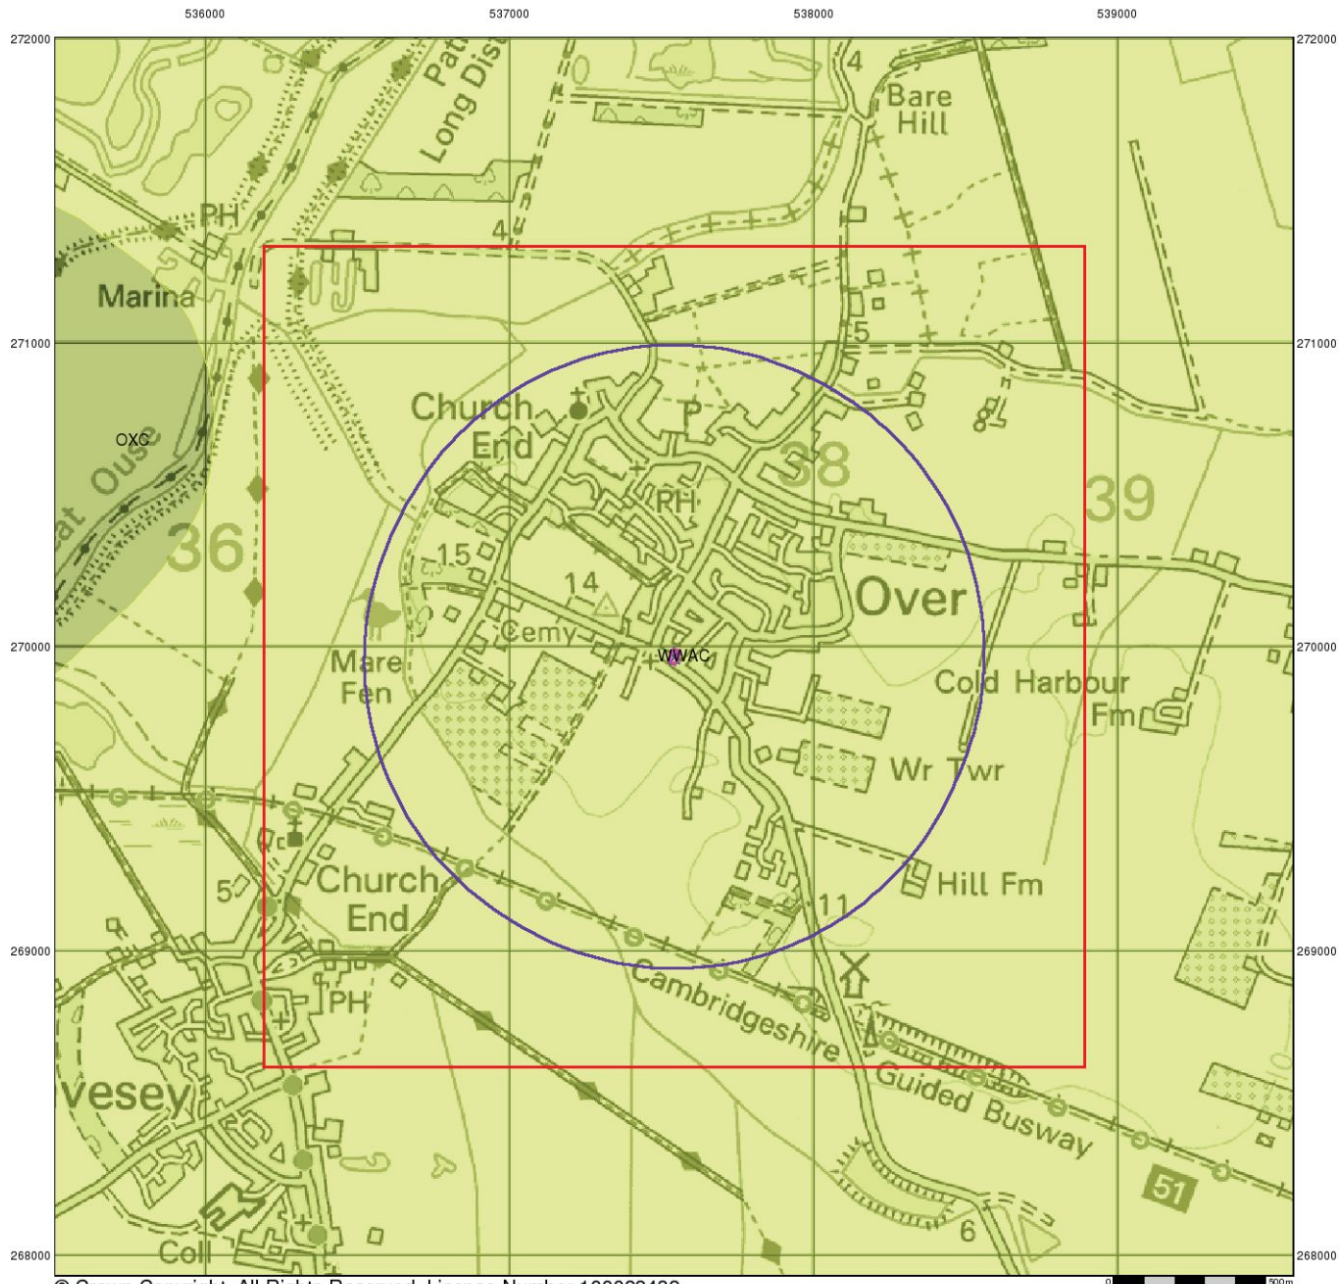 536000 537000 538000 539000
272000 272000
Path
Long Dist
4
Bare
Hill
PH
4
Marina
271000 271000
5
Church
End
P
OXC
Ouse
eat
38
39
PH
36
15
14
Over
Cemy
270000 270000
WWAC
Mare
Fen
Cold Harbour
Fm
Wr Twr
Church
End
5
Hill Fm
11
269000 269000
PH
Cambridgeshire
Guided Busway
vesey
51
6
Coll
268000 268000
0 500m